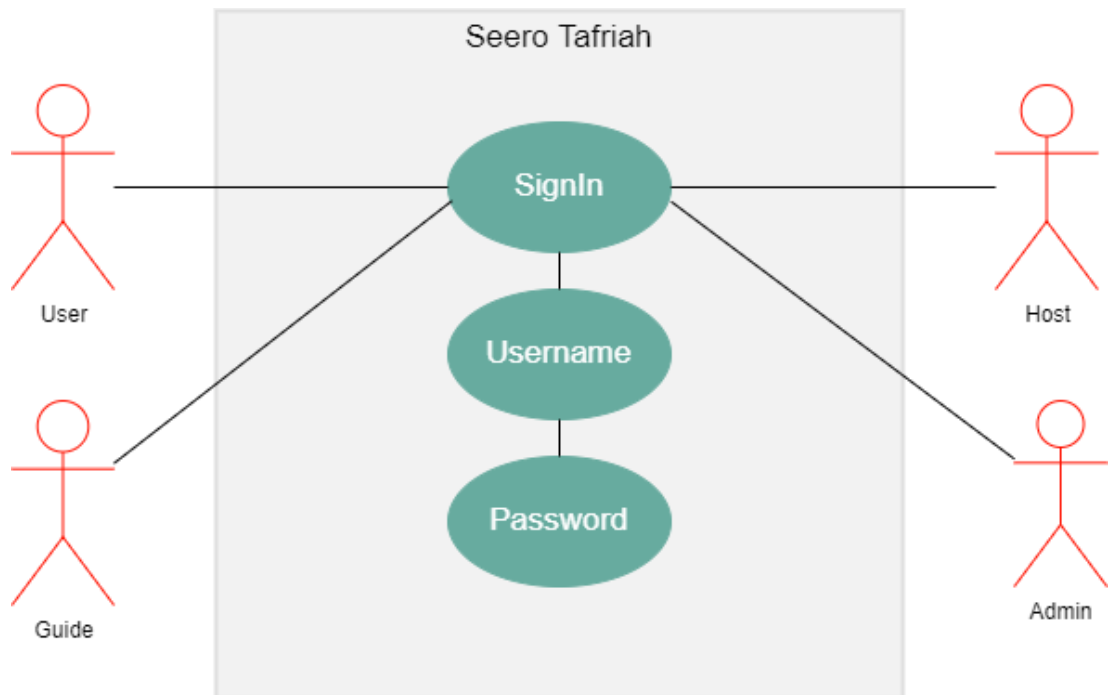 Seero Tafriah
SignIn
User
Host
Username
Password
Guide
Admin